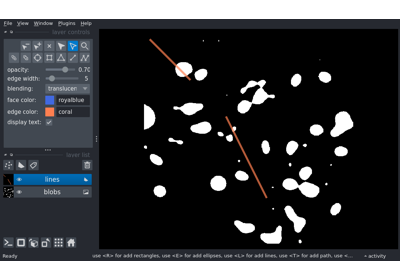 File View Window Plugins Help
layer controls
opacity: 0.70
edge width: 5
blending: translucen
face color: royalblue
edge color: coral
display text:
layer list
lines
blobs
Ready use <R> for add rectangles, use <E> for add ellipses, use <L> for add lines, use <T> for add path, use <... activity